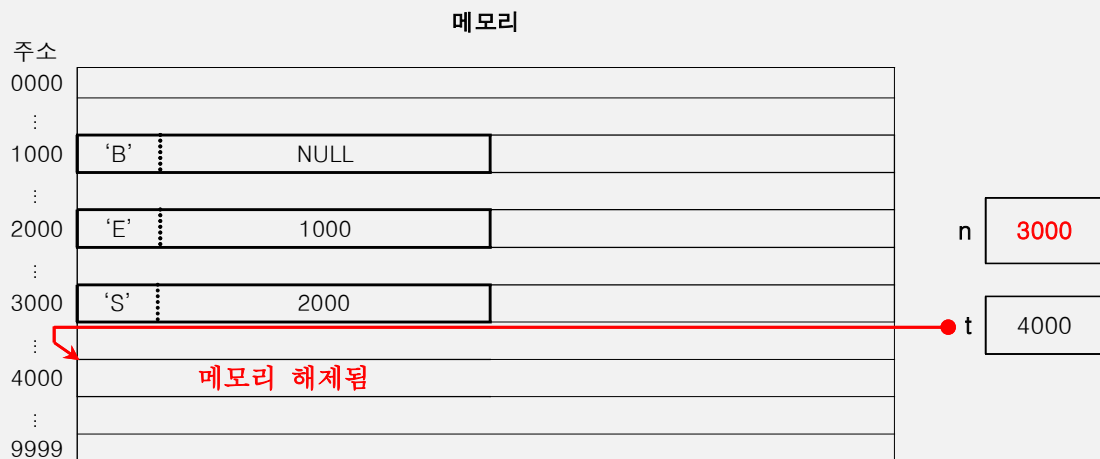 메모리
주소
0000
⋮
1000 ‘B’ NULL
⋮
2000 ‘E’ 1000
n 3000
⋮
3000 ‘S’ 2000
t 4000
⋮
4000 메모리 해제됨
⋮
9999